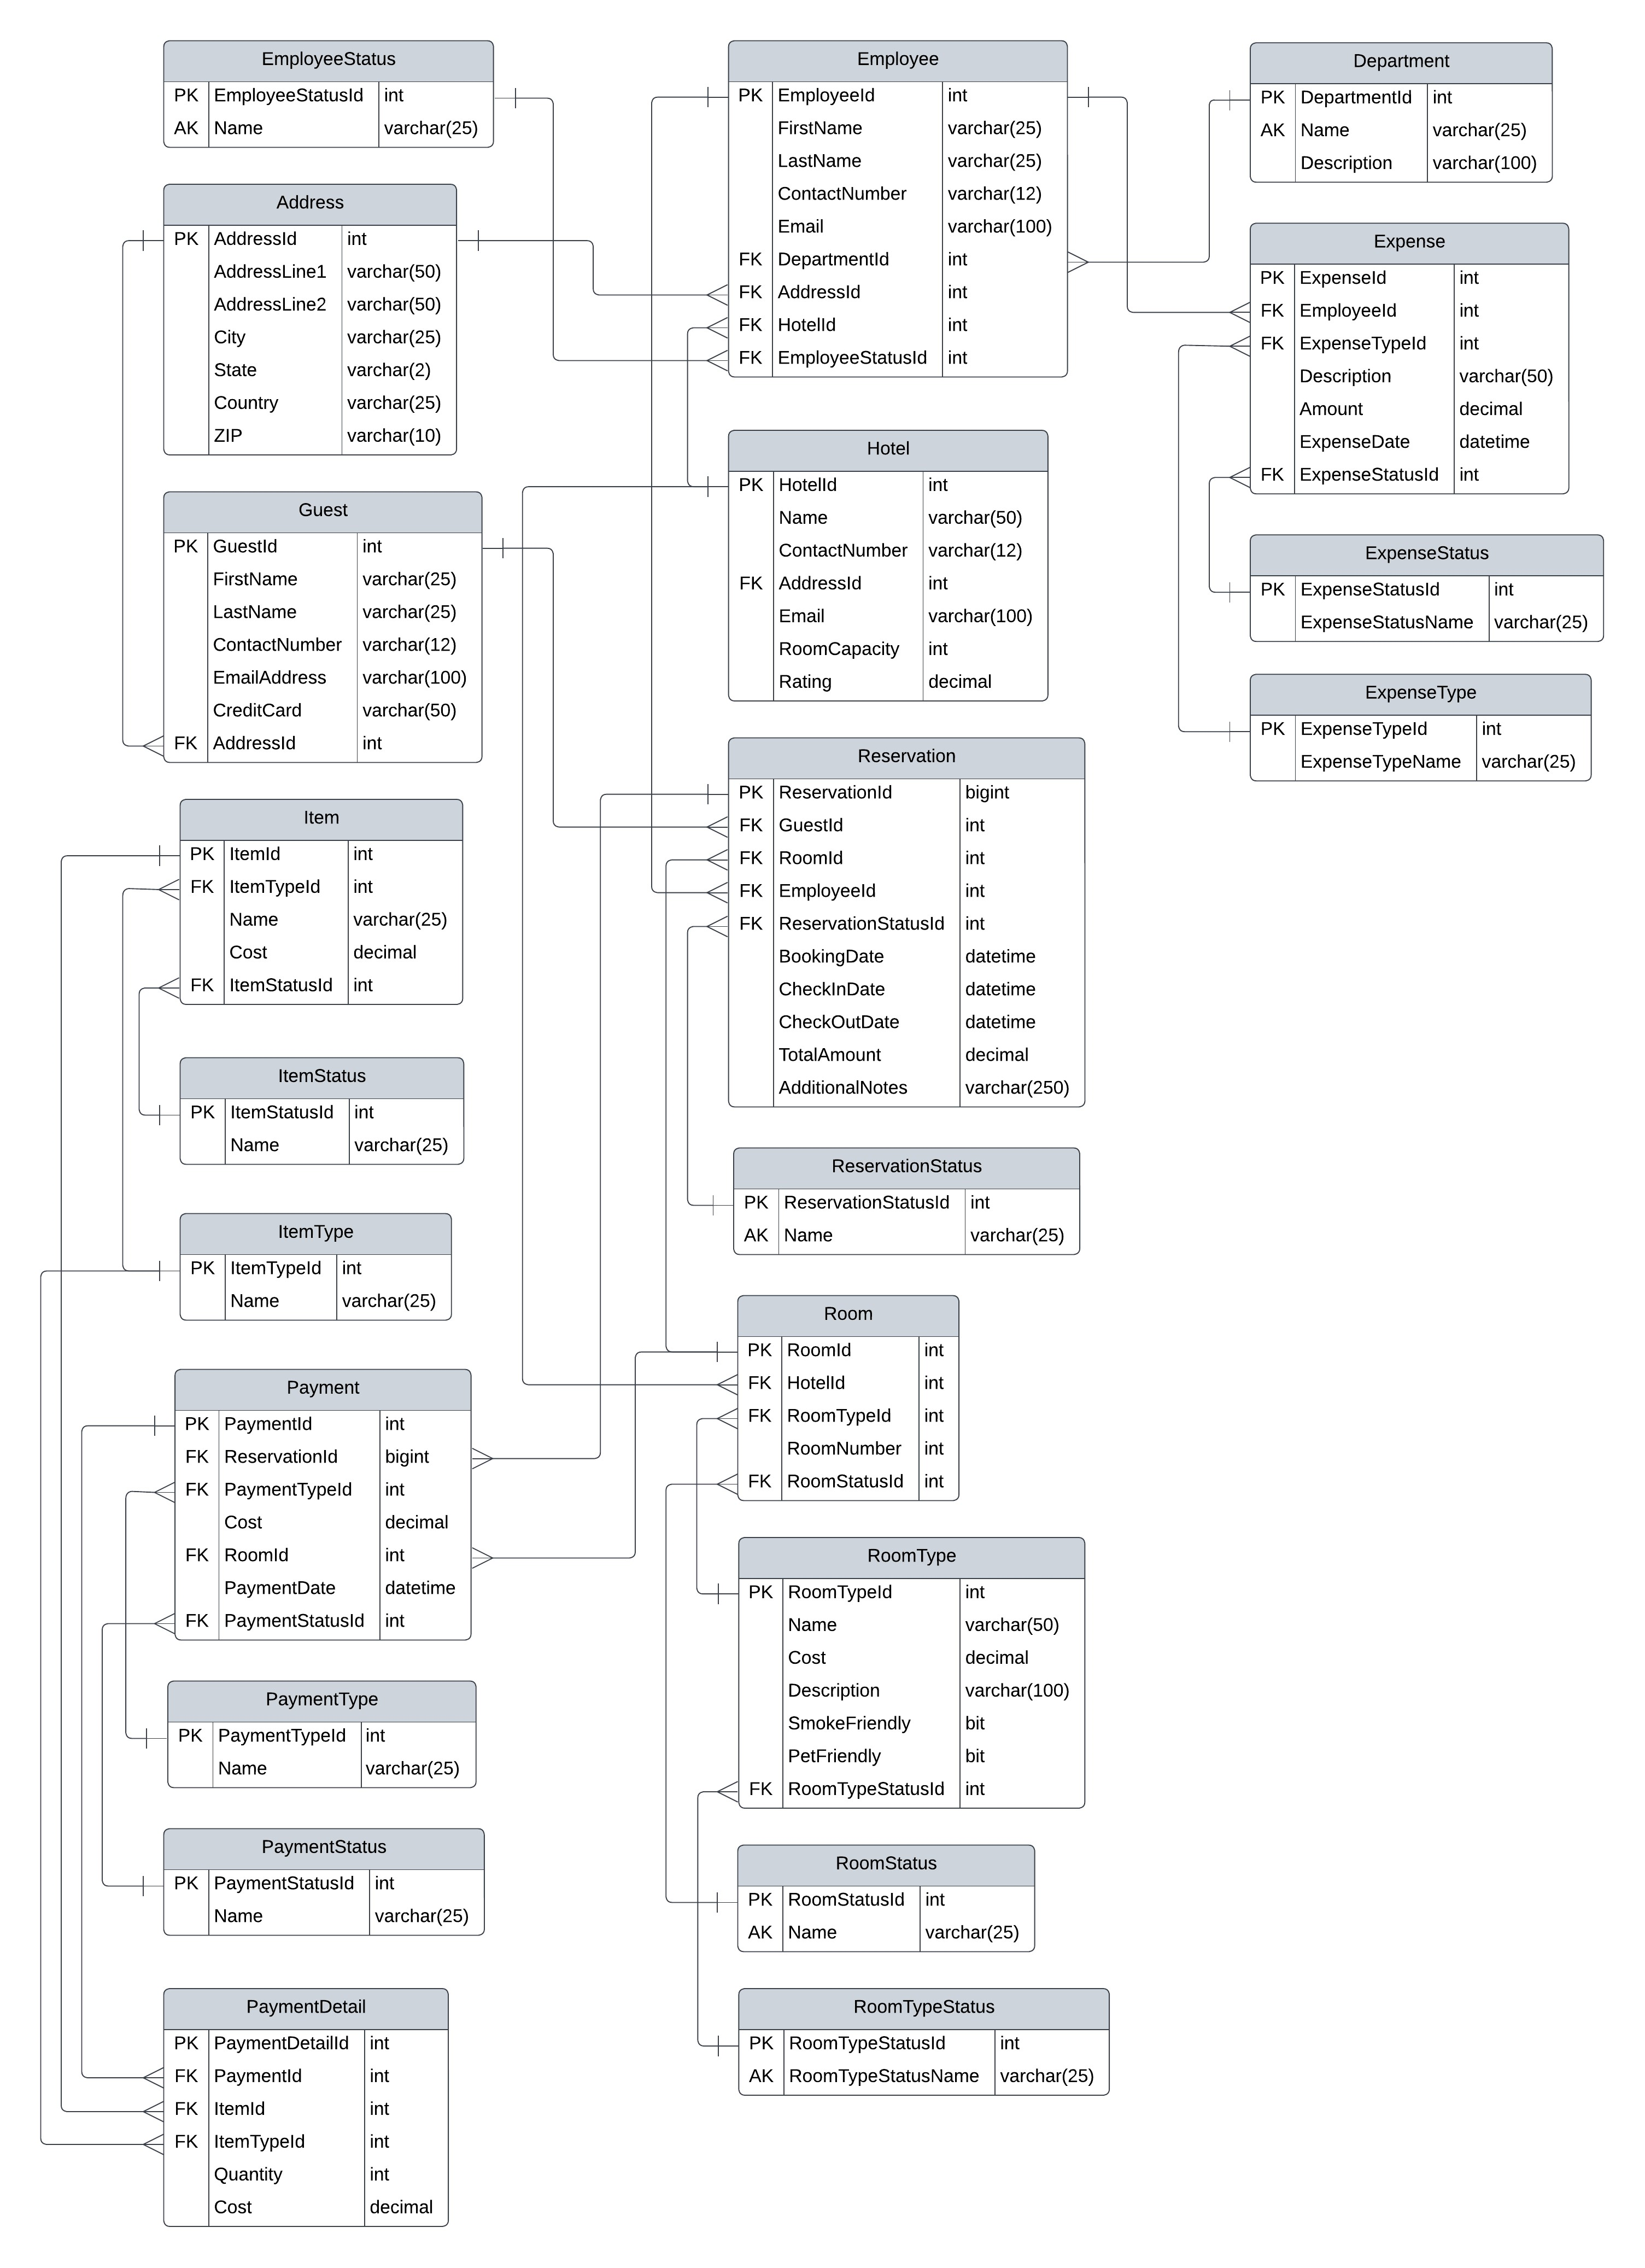 EmployeeStatus
PK EmployeeStatusId int
AK Name varchar(25)
Address
PK AddressId int
AddressLine1 varchar(50)
AddressLine2 varchar(50)
City varchar(25)
State varchar(2)
Country varchar(25)
ZIP varchar(10)
Guest
PK GuestId int
FirstName varchar(25)
LastName varchar(25)
ContactNumber varchar(12)
EmailAddress varchar(100)
CreditCard varchar(50)
FK AddressId int
Item
PK ItemId int
FK ItemTypeId int
Name varchar(25)
Cost decimal
FK ItemStatusId int
ItemStatus
PK ItemStatusId int
Name varchar(25)
ItemType
PK ItemTypeId int
Name varchar(25)
Payment
PK PaymentId int
FK ReservationId bigint
FK PaymentTypeId int
Cost decimal
FK RoomId int
PaymentDate datetime
FK PaymentStatusId int
PaymentType
PK PaymentTypeId int
Name varchar(25)
PaymentStatus
PK PaymentStatusId int
Name varchar(25)
PaymentDetail
PK PaymentDetailId int
FK PaymentId int
FK ItemId int
FK ItemTypeId int
Quantity int
Cost decimal
Employee
PK EmployeeId int
FirstName varchar(25)
LastName varchar(25)
ContactNumber varchar(12)
Email varchar(100)
FK DepartmentId int
FK AddressId int
FK HotelId int
FK EmployeeStatusId int
Hotel
PK HotelId int
Name varchar(50)
ContactNumber varchar(12)
FK AddressId int
Email varchar(100)
RoomCapacity int
Rating decimal
Reservation
PK ReservationId bigint
FK GuestId int
FK RoomId int
FK EmployeeId int
FK ReservationStatusId int
BookingDate datetime
CheckInDate datetime
CheckOutDate datetime
TotalAmount decimal
AdditionalNotes varchar(250)
ReservationStatus
PK ReservationStatusId int
AK Name varchar(25)
Room
PK RoomId int
FK HotelId int
FK RoomTypeId int
RoomNumber int
FK RoomStatusId int
RoomType
PK RoomTypeId int
Name varchar(50)
Cost decimal
Description varchar(100)
SmokeFriendly bit
PetFriendly bit
FK RoomTypeStatusId int
RoomStatus
PK RoomStatusId int
AK Name varchar(25)
RoomTypeStatus
PK RoomTypeStatusId int
AK RoomTypeStatusName varchar(25)
Department
PK DepartmentId int
AK Name varchar(25)
Description varchar(100)
Expense
PK ExpenseId int
FK EmployeeId int
FK ExpenseTypeId int
Description varchar(50)
Amount decimal
ExpenseDate datetime
FK ExpenseStatusId int
ExpenseStatus
PK ExpenseStatusId int
ExpenseStatusName varchar(25)
ExpenseType
PK ExpenseTypeId int
ExpenseTypeName varchar(25)